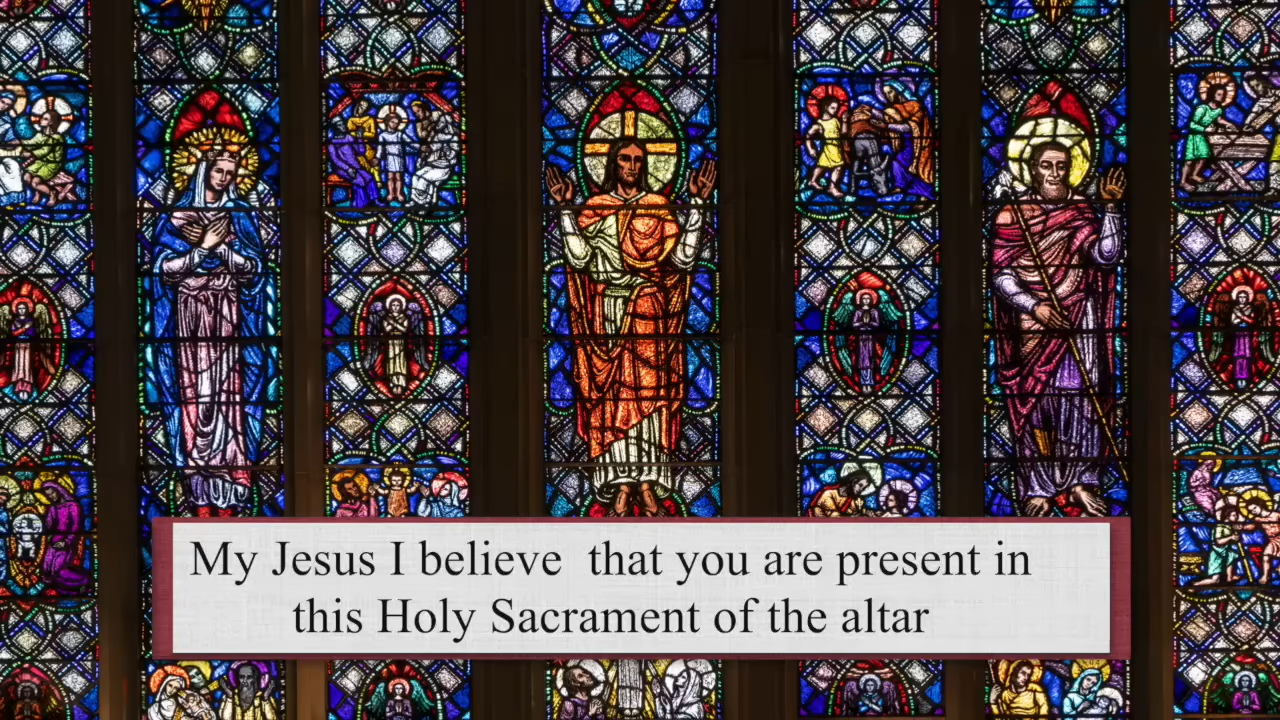 My Jesus I believe  that you are present in
this Holy Sacrament of the altar